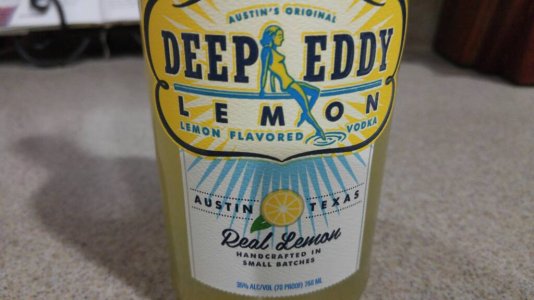 AUSTIN'S ORIGINAL
DEEP EDDY
LEMON
LEMON FLAVORED VODKA
AUSTIN TEXAS
Real Lemon
HANDCRAFTED IN
SMALL BATCHES
35% ALC/VOL (70 PROOF) 750 ML